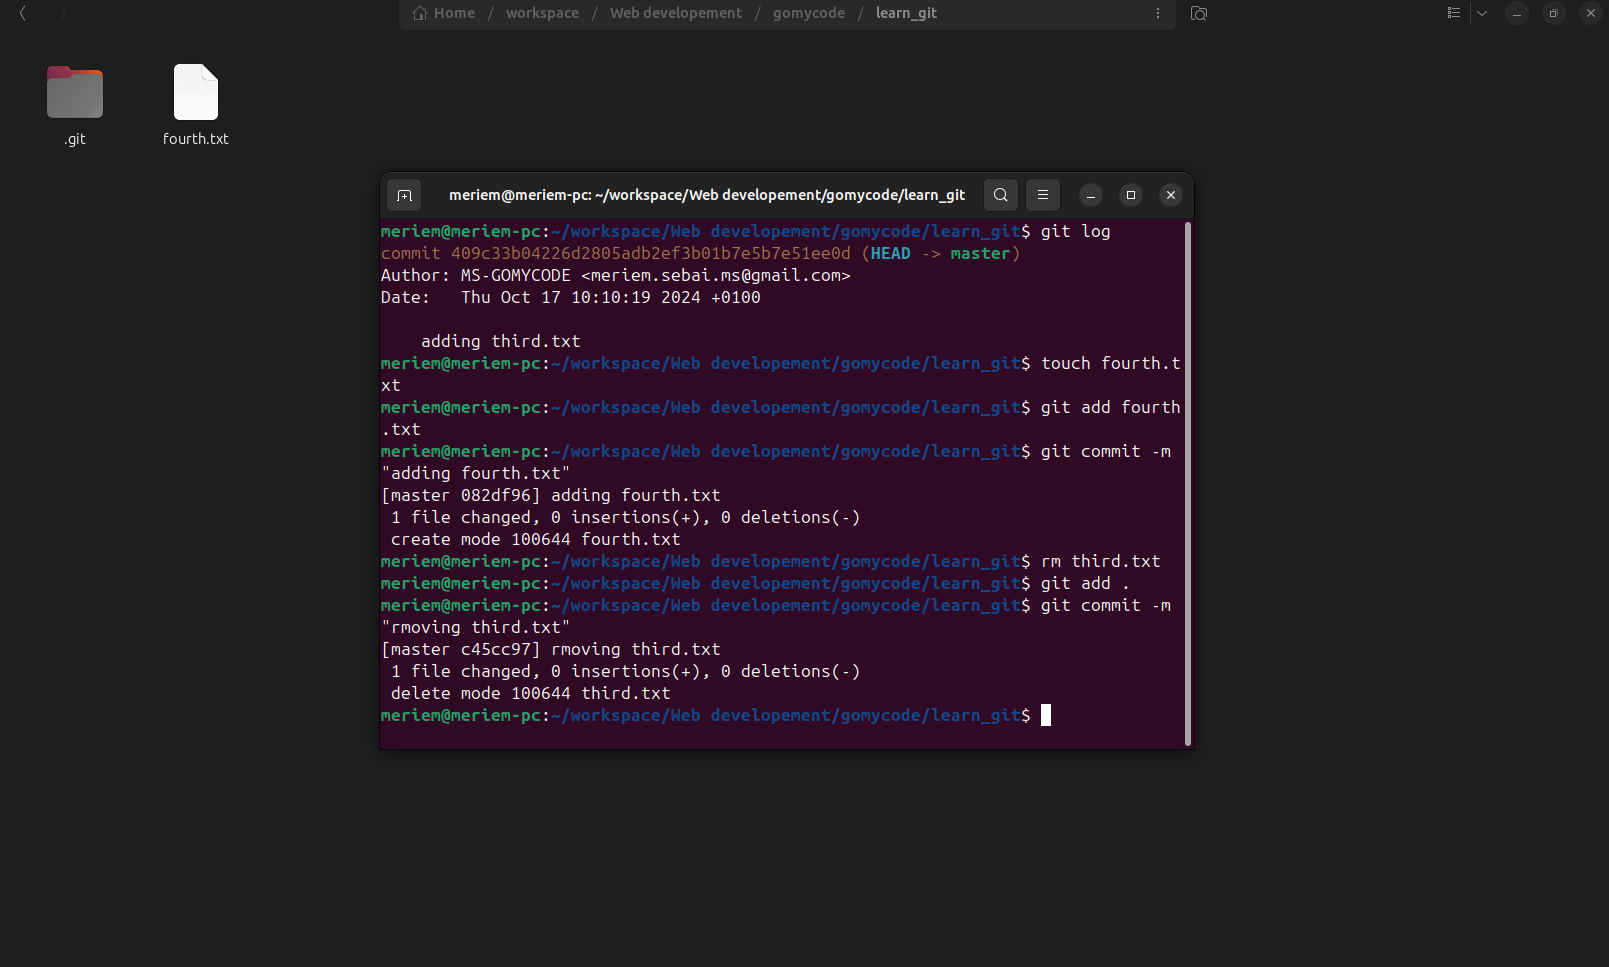 Home / workspace / Web developement / gomycode / learn_git
.git
fourth.txt
meriem@meriem-pc: ~/workspace/Web developement/gomycode/learn_git
meriem@meriem-pc:~/workspace/Web developement/gomycode/learn_git$ git log
commit 409c33b04226d2805adb2ef3b01b7e5b7e51ee0d (HEAD -> master)
Author: MS-GOMYCODE <meriem.sebai.ms@gmail.com>
Date:   Thu Oct 17 10:10:19 2024 +0100
    adding third.txt
meriem@meriem-pc:~/workspace/Web developement/gomycode/learn_git$ touch fourth.t
xt
meriem@meriem-pc:~/workspace/Web developement/gomycode/learn_git$ git add fourth
.txt
meriem@meriem-pc:~/workspace/Web developement/gomycode/learn_git$ git commit -m
"adding fourth.txt"
[master 082df96] adding fourth.txt
 1 file changed, 0 insertions(+), 0 deletions(-)
 create mode 100644 fourth.txt
meriem@meriem-pc:~/workspace/Web developement/gomycode/learn_git$ rm third.txt
meriem@meriem-pc:~/workspace/Web developement/gomycode/learn_git$ git add .
meriem@meriem-pc:~/workspace/Web developement/gomycode/learn_git$ git commit -m
"rmoving third.txt"
[master c45cc97] rmoving third.txt
 1 file changed, 0 insertions(+), 0 deletions(-)
 delete mode 100644 third.txt
meriem@meriem-pc:~/workspace/Web developement/gomycode/learn_git$